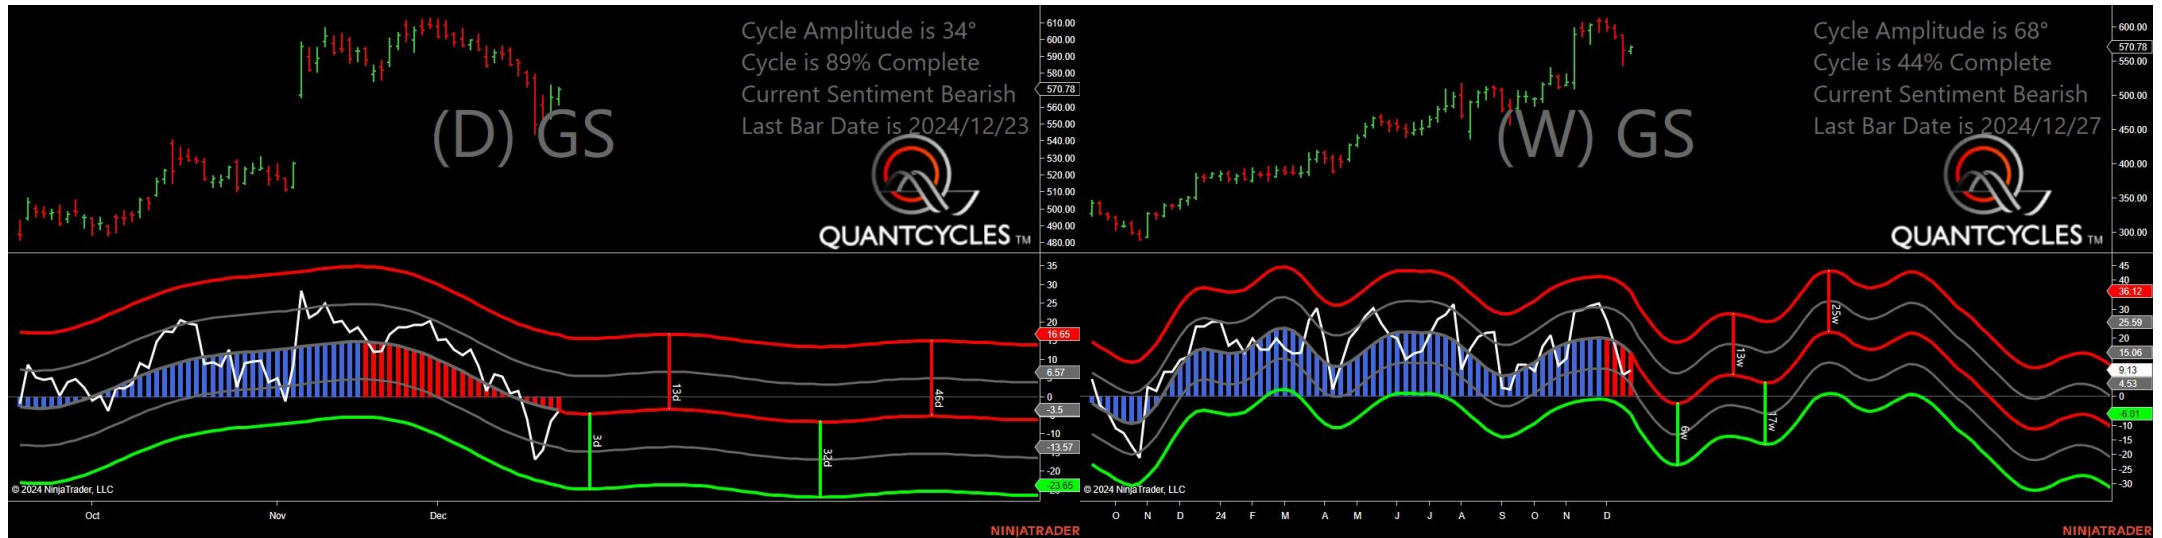 Cycle Amplitude is 34°
Cycle is 89% Complete
Current Sentiment Bearish
Last Bar Date is 2024/12/23
(D) GS
QUANTCYCLES TM
610.00
600.00
590.00
580.00
570.78
560.00
550.00
540.00
530.00
520.00
510.00
500.00
490.00
480.00
35
30
25
20
16.65
10
6.57
0
-3.5
-10
-13.57
-20
-23.65
3d
13d
32d
46d
© 2024 NinjaTrader, LLC
Oct
Nov
Dec
NINJATRADER
Cycle Amplitude is 68°
Cycle is 44% Complete
Current Sentiment Bearish
Last Bar Date is 2024/12/27
(W) GS
QUANTCYCLES TM
600.00
570.78
550.00
500.00
450.00
400.00
350.00
300.00
45
40
36.12
30
25.59
20
15.06
9.13
4.53
0
-6.01
-10
-15
-20
-25
-30
6w
13w
17w
25w
© 2024 NinjaTrader, LLC
O N D 24 F M A M J J A S O N D
NINJATRADER